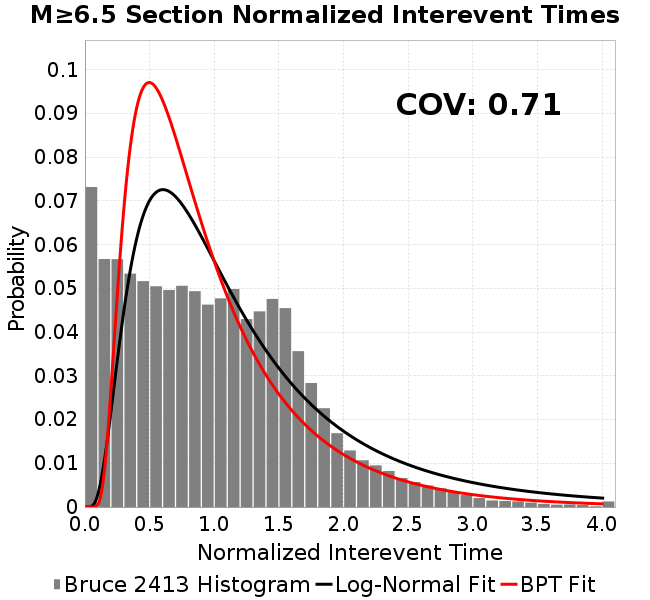 M≥6.5 Section Normalized Interevent Times
COV: 0.71
Probability
0.1
0.09
0.08
0.07
0.06
0.05
0.04
0.03
0.02
0.01
0
0.0 0.5 1.0 1.5 2.0 2.5 3.0 3.5 4.0
Normalized Interevent Time
Bruce 2413 Histogram Log-Normal Fit BPT Fit